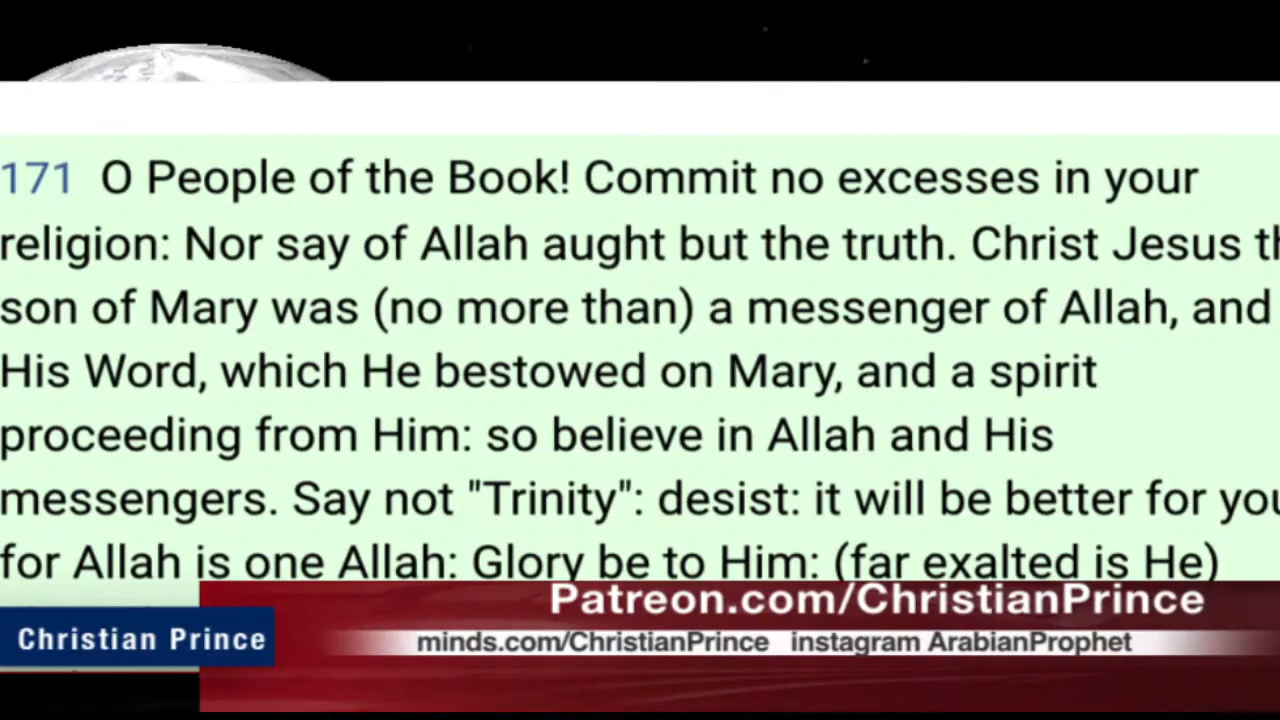 171 O People of the Book! Commit no excesses in your
religion: Nor say of Allah aught but the truth. Christ Jesus th
son of Mary was (no more than) a messenger of Allah, and
His Word, which He bestowed on Mary, and a spirit
proceeding from Him: so believe in Allah and His
messengers. Say not "Trinity": desist: it will be better for you
for Allah is one Allah: Glory be to Him: (far exalted is He)
Patreon.com/ChristianPrince
Christian Prince
minds.com/ChristianPrince instagram ArabianProphet